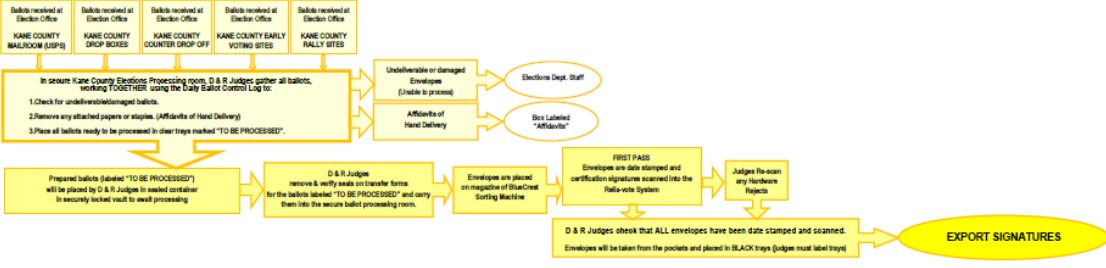 Ballots received at
Election Office
KANE COUNTY
MAILROOM (USPS)
Ballots received at
Election Office
KANE COUNTY
DROP BOXES
Ballots received at
Election Office
KANE COUNTY
COUNTER DROP OFF
Ballots received at
Election Office
KANE COUNTY EARLY
VOTING SITES
Ballots received at
Election Office
KANE COUNTY
RALLY SITES
In secure Kane County Elections Processing room, D & R Judges gather all ballots,
working TOGETHER using the Daily Ballot Control Log to:
1.Check for undeliverable/damaged ballots.
2.Remove any attached papers or staples. (Affidavits of Hand Delivery)
3.Place all ballots ready to be processed in clear trays marked "TO BE PROCESSED".
Undeliverable or damaged
Envelopes
(Unable to process)
Elections Dept. Staff
Affidavits of
Hand Delivery
Box Labeled
"Affidavits"
Prepared ballots (labeled "TO BE PROCESSED")
will be placed by D & R Judges in sealed container
in securely locked vault to await processing
D & R Judges
remove & verify seals on transfer forms
for the ballots labeled "TO BE PROCESSED" and carry
them into the secure ballot processing room.
Envelopes are placed
on magazine of BlueCrest
Sorting Machine
FIRST PASS
Envelopes are date stamped and
certification signatures scanned into the
Relia-vote System
Judges Re-scan
any Hardware
Rejects
D & R Judges check that ALL envelopes have been date stamped and scanned.
Envelopes will be taken from the pockets and placed in BLACK trays (judges must label trays)
EXPORT SIGNATURES